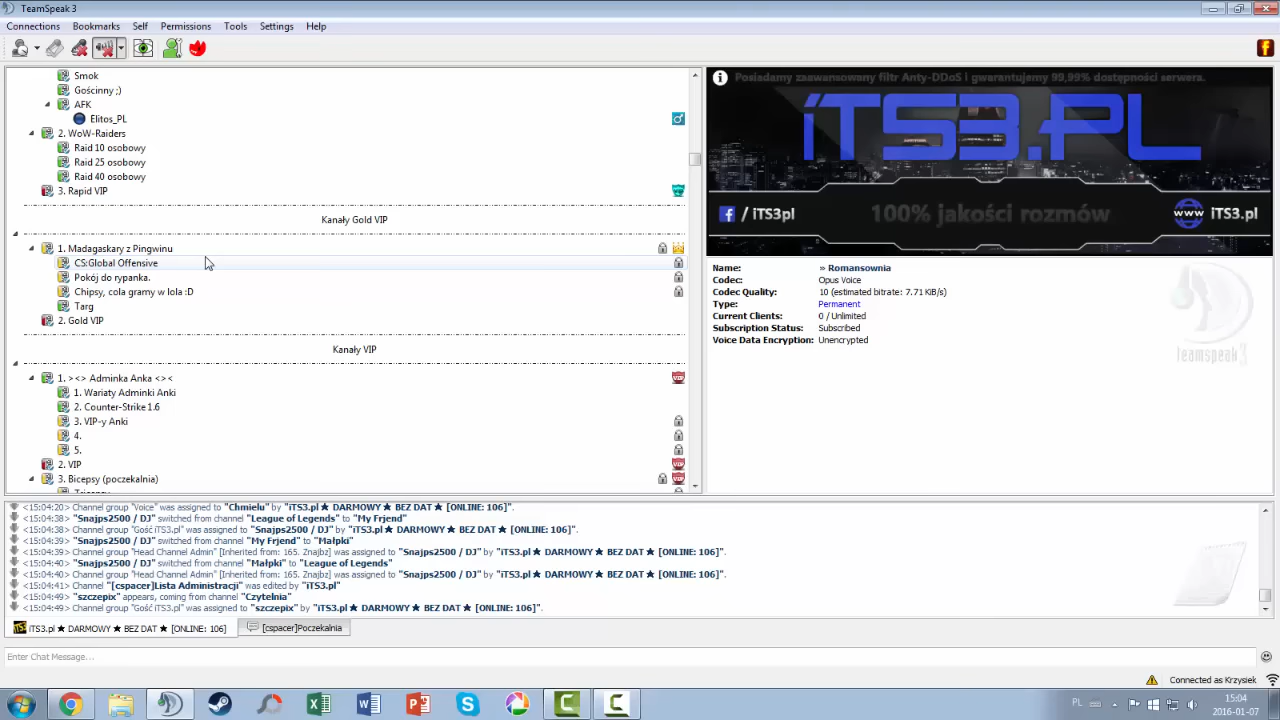 TeamSpeak 3
Connections Bookmarks Self Permissions Tools Settings Help
Smok
Gościnny ;)
AFK
Elitos_PL
2. WoW-Raiders
Raid 10 osobowy
Raid 25 osobowy
Raid 40 osobowy
3. Rapid VIP
Kanały Gold VIP
1. Madagaskary z Pingwinu
CS:Global Offensive
Pokój do rypanka.
Chipsy, cola gramy w lola :D
Targ
2. Gold VIP
Kanały VIP
1. ><> Adminka Anka <><
1. Wariaty Adminki Anki
2. Counter-Strike 1.6
3. VIP-y Anki
4.
5.
2. VIP
3. Bicepsy (poczekalnia)
Posiadamy zaawansowany filtr Anty-DDoS i gwarantujemy 99,99% dostępności serwera.
iTS3.PL
/ iTS3pl
100% jakości rozmów
www iTS3.pl
Name: » Romansownia
Codec: Opus Voice
Codec Quality: 10 (estimated bitrate: 7.71 KiB/s)
Type: Permanent
Current Clients: 0 / Unlimited
Subscription Status: Subscribed
Voice Data Encryption: Unencrypted
teamspeak 3
<15:04:20> Channel group "Voice" was assigned to "Chmielu" by "iTS3.pl ★ DARMOWY ★ BEZ DAT ★ [ONLINE: 106]".
<15:04:38> "Snajps2500 / DJ" switched from channel "League of Legends" to "My Frjend"
<15:04:38> Channel group "Gość iTS3.pl" was assigned to "Snajps2500 / DJ" by "iTS3.pl ★ DARMOWY ★ BEZ DAT ★ [ONLINE: 106]".
<15:04:39> "Snajps2500 / DJ" switched from channel "My Frjend" to "Małpki"
<15:04:39> Channel group "Head Channel Admin" [Inherited from: 165. Znajbz] was assigned to "Snajps2500 / DJ" by "iTS3.pl ★ DARMOWY ★ BEZ DAT ★ [ONLINE: 106]".
<15:04:40> "Snajps2500 / DJ" switched from channel "Małpki" to "League of Legends"
<15:04:40> Channel group "Head Channel Admin" [Inherited from: 165. Znajbz] was assigned to "Snajps2500 / DJ" by "iTS3.pl ★ DARMOWY ★ BEZ DAT ★ [ONLINE: 106]".
<15:04:41> Channel "[cspacer]Lista Administracji" was edited by "iTS3.pl"
<15:04:49> "szczepix" appears, coming from channel "Czytelnia"
<15:04:49> Channel group "Gość iTS3.pl" was assigned to "szczepix" by "iTS3.pl ★ DARMOWY ★ BEZ DAT ★ [ONLINE: 106]".
iTS3.pl ★ DARMOWY ★ BEZ DAT ★ [ONLINE: 106] [cspacer]Poczekalnia
Enter Chat Message...
Connected as Krzysiek
PL
15:04
2016-01-07